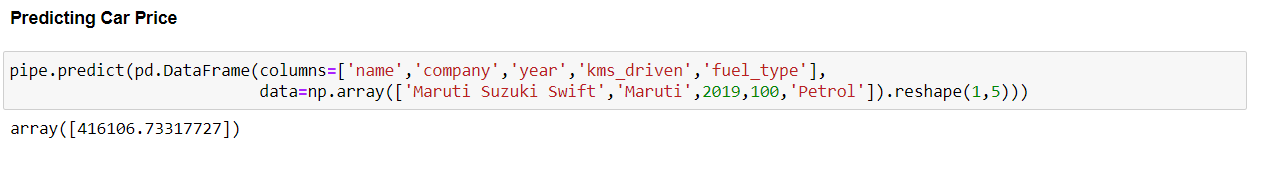 Predicting Car Price
pipe.predict(pd.DataFrame(columns=['name','company','year','kms_driven','fuel_type'],
data=np.array(['Maruti Suzuki Swift','Maruti',2019,100,'Petrol']).reshape(1,5)))
array([416106.73317727])